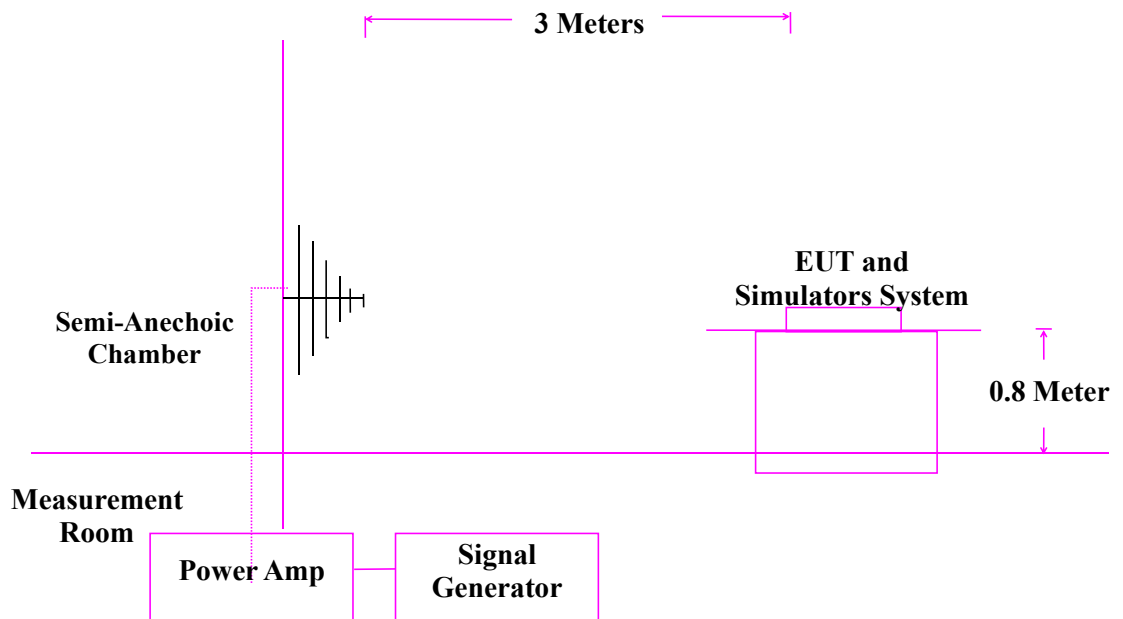 3 Meters
EUT and
Simulators System
Semi-Anechoic
Chamber
0.8 Meter
Measurement
Room
Power Amp
Signal
Generator